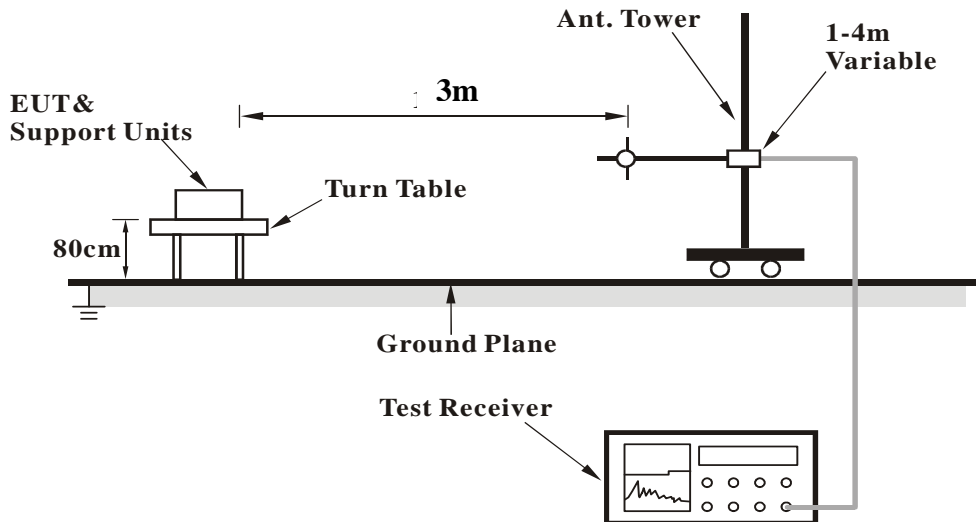 Ant. Tower
1-4m
Variable
3m
EUT&
Support Units
Turn Table
80cm
Ground Plane
Test Receiver